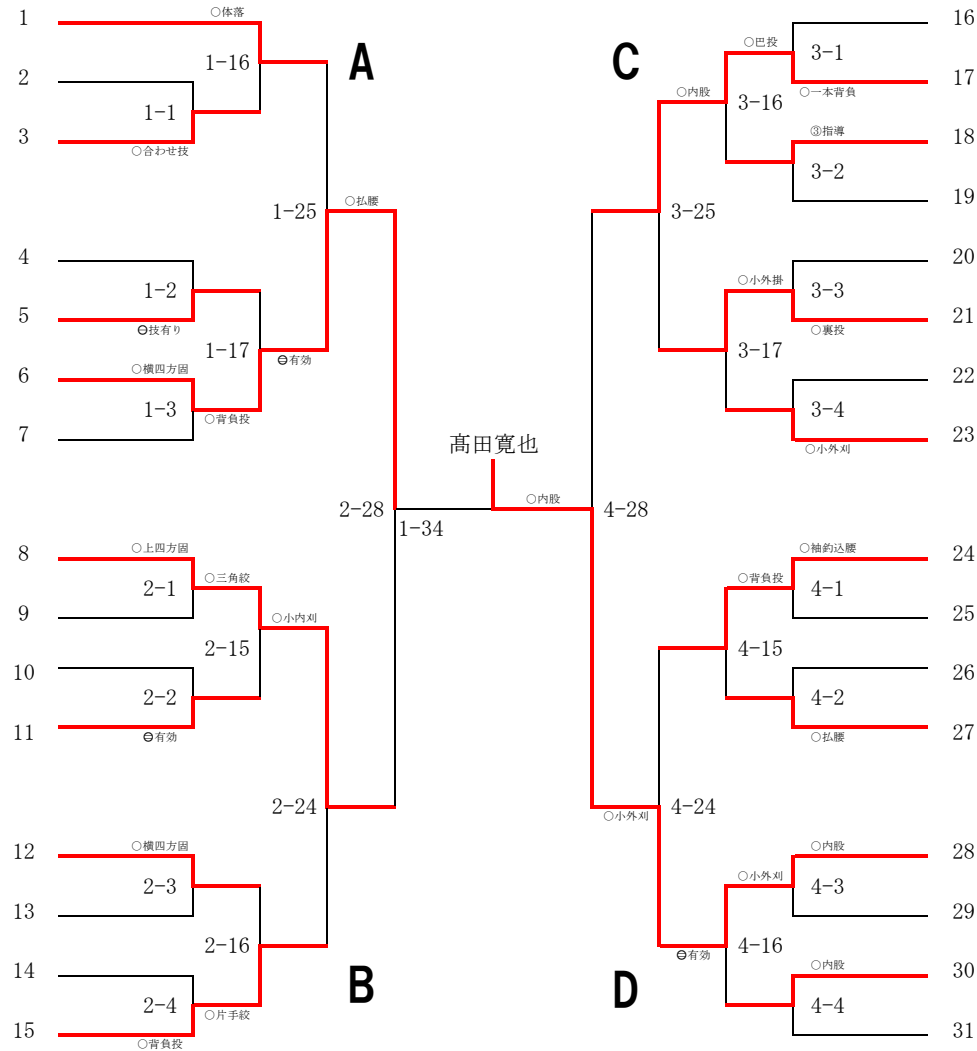 1
○体落
A
1-16
2
1-1
3
○合わせ技
1-25
○払腰
4
1-2
5
⊖技有り
1-17
⊖有効
6
○横四方固
1-3
○背負投
7
髙田寛也
2-28
1-34
○内股
8
○上四方固
2-1
○三角絞
9
○小内刈
2-15
10
2-2
11
⊖有効
2-24
12
○横四方固
2-3
13
2-16
14
B
2-4
○片手絞
15
○背負投
C
16
○巴投
3-1
○内股
3-16
17
○一本背負
18
③指導
3-2
19
3-25
20
○小外掛
3-3
21
○裏投
3-17
22
3-4
23
○小外刈
4-28
24
○袖釣込腰
○背負投
4-1
25
4-15
26
4-2
27
○払腰
4-24
○小外刈
28
○内股
○小外刈
4-3
29
4-16
⊖有効
30
○内股
D
4-4
31